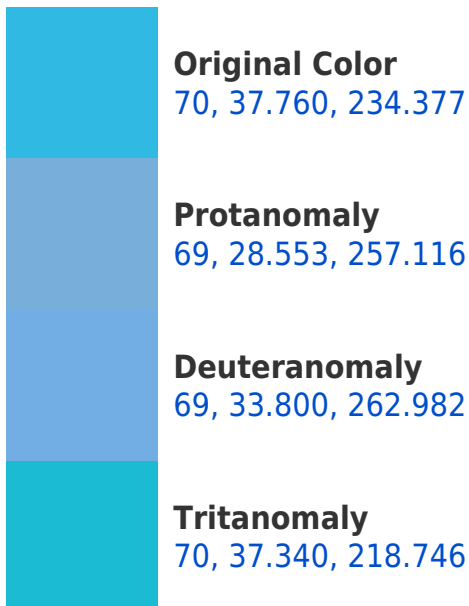 Original Color
70, 37.760, 234.377
Protanomaly
69, 28.553, 257.116
Deuteranomaly
69, 33.800, 262.982
Tritanomaly
70, 37.340, 218.746